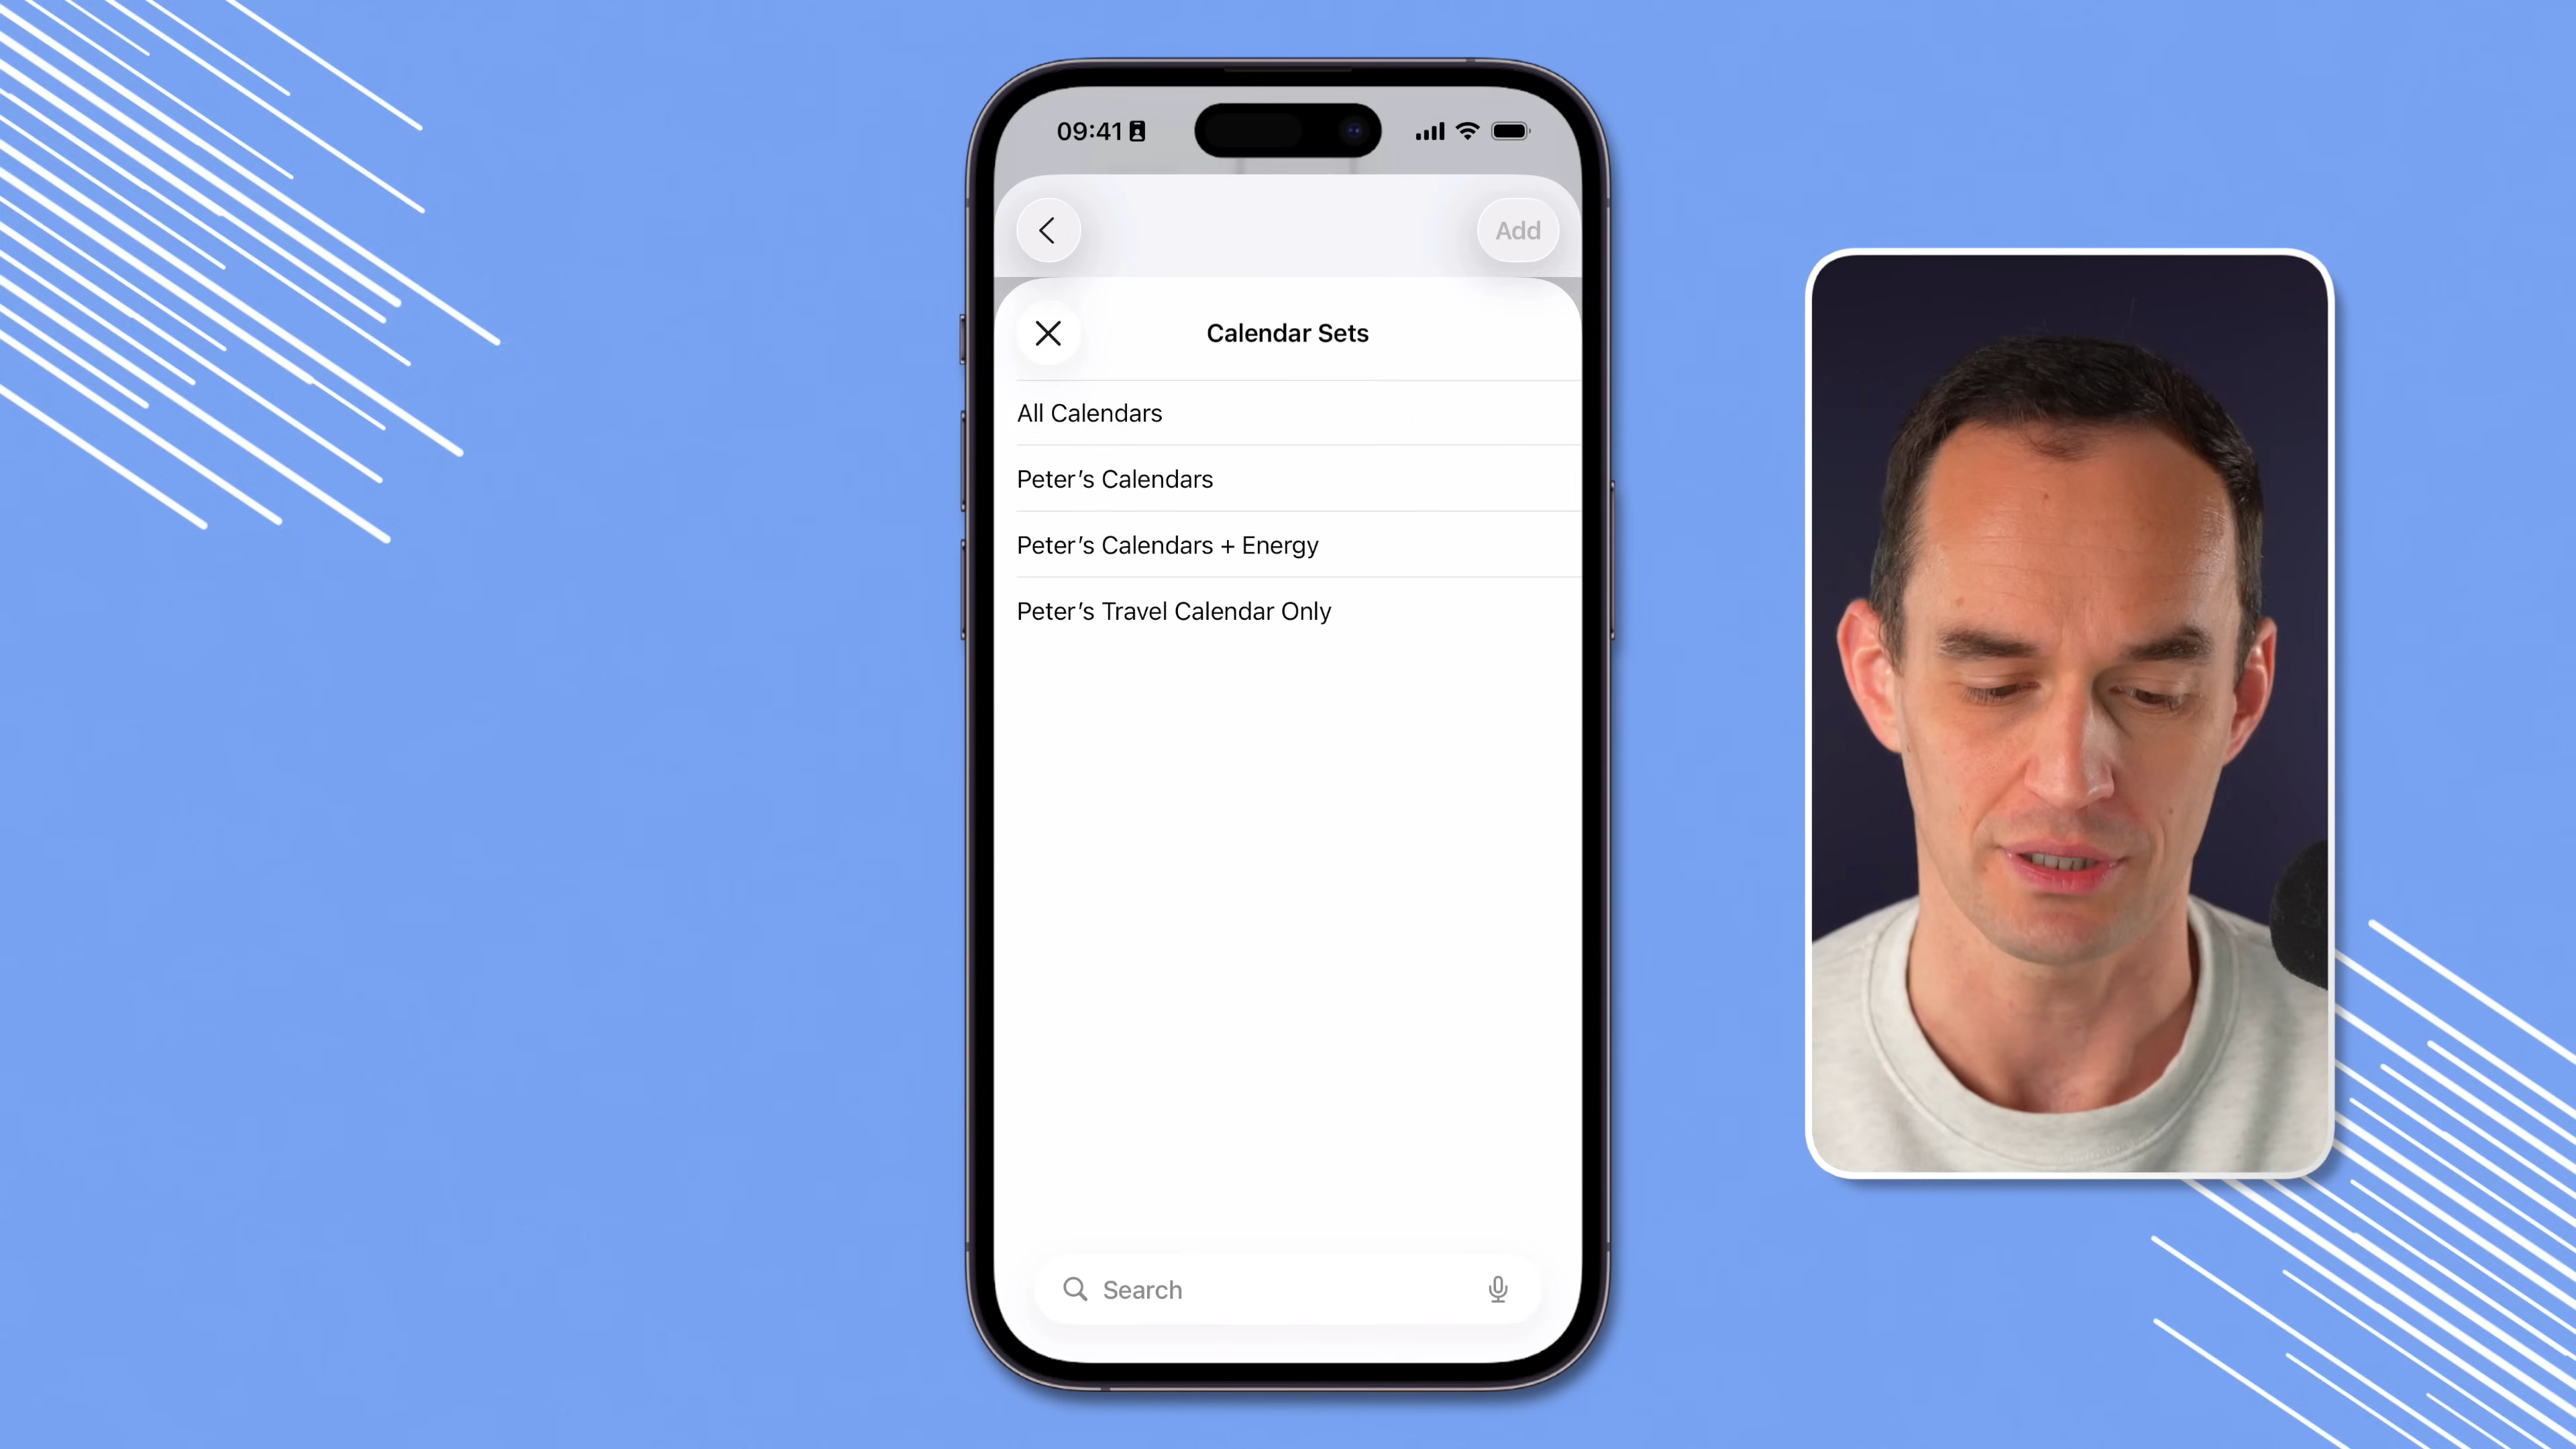 09:41
Add
Calendar Sets
All Calendars
Peter’s Calendars
Peter’s Calendars + Energy
Peter’s Travel Calendar Only
Search